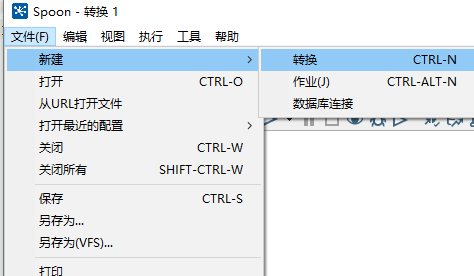 Spoon - 转换 1
文件(F) 编辑 视图 执行 工具 帮助
新建
转换 CTRL-N
打开 CTRL-O
作业(J) CTRL-ALT-N
从URL打开文件
数据库连接
打开最近的配置
关闭 CTRL-W
关闭所有 SHIFT-CTRL-W
保存 CTRL-S
另存为...
另存为(VFS)...
打印